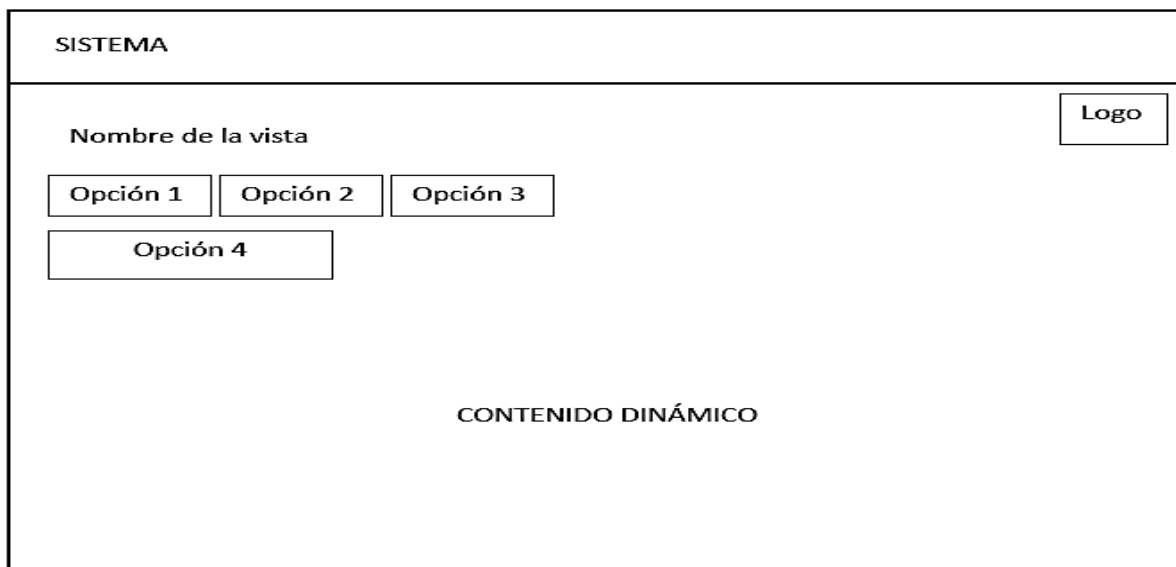 SISTEMA
Logo
Nombre de la vista
Opción 1 Opción 2 Opción 3
Opción 4
CONTENIDO DINÁMICO